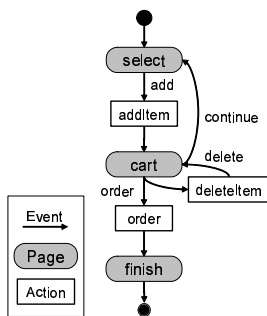 select
add
addItem
continue
cart
delete
order
deleteItem
order
finish
Event
Page
Action